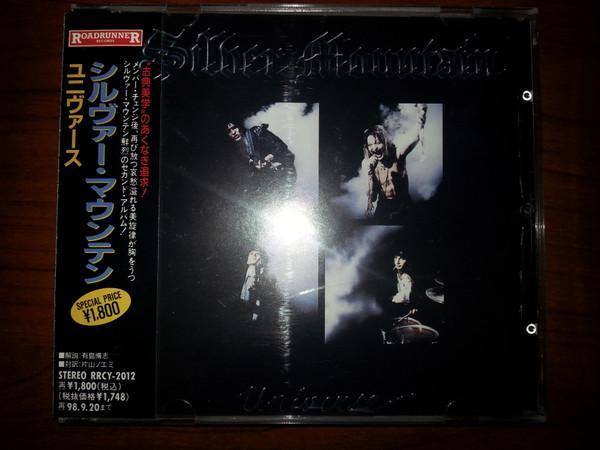 ROADRUNNER
RECORDS
シルヴァー・マウンテン
ユニヴァース
"古典美学"のあくなき追求!
メンバー・チェンジ後、再び放つ哀愁溢れる美旋律が胸をうつ
シルヴァー・マウンテン鮮烈のセカンド・アルバム!
SPECIAL PRICE
¥1,800
■解説:有島博志
■対訳:片山ノエミ
STEREO RRCY-2012
再¥1,800(税込)
(税抜価格¥1,748)
再98.9.20まで
Silver Mountain
Universe